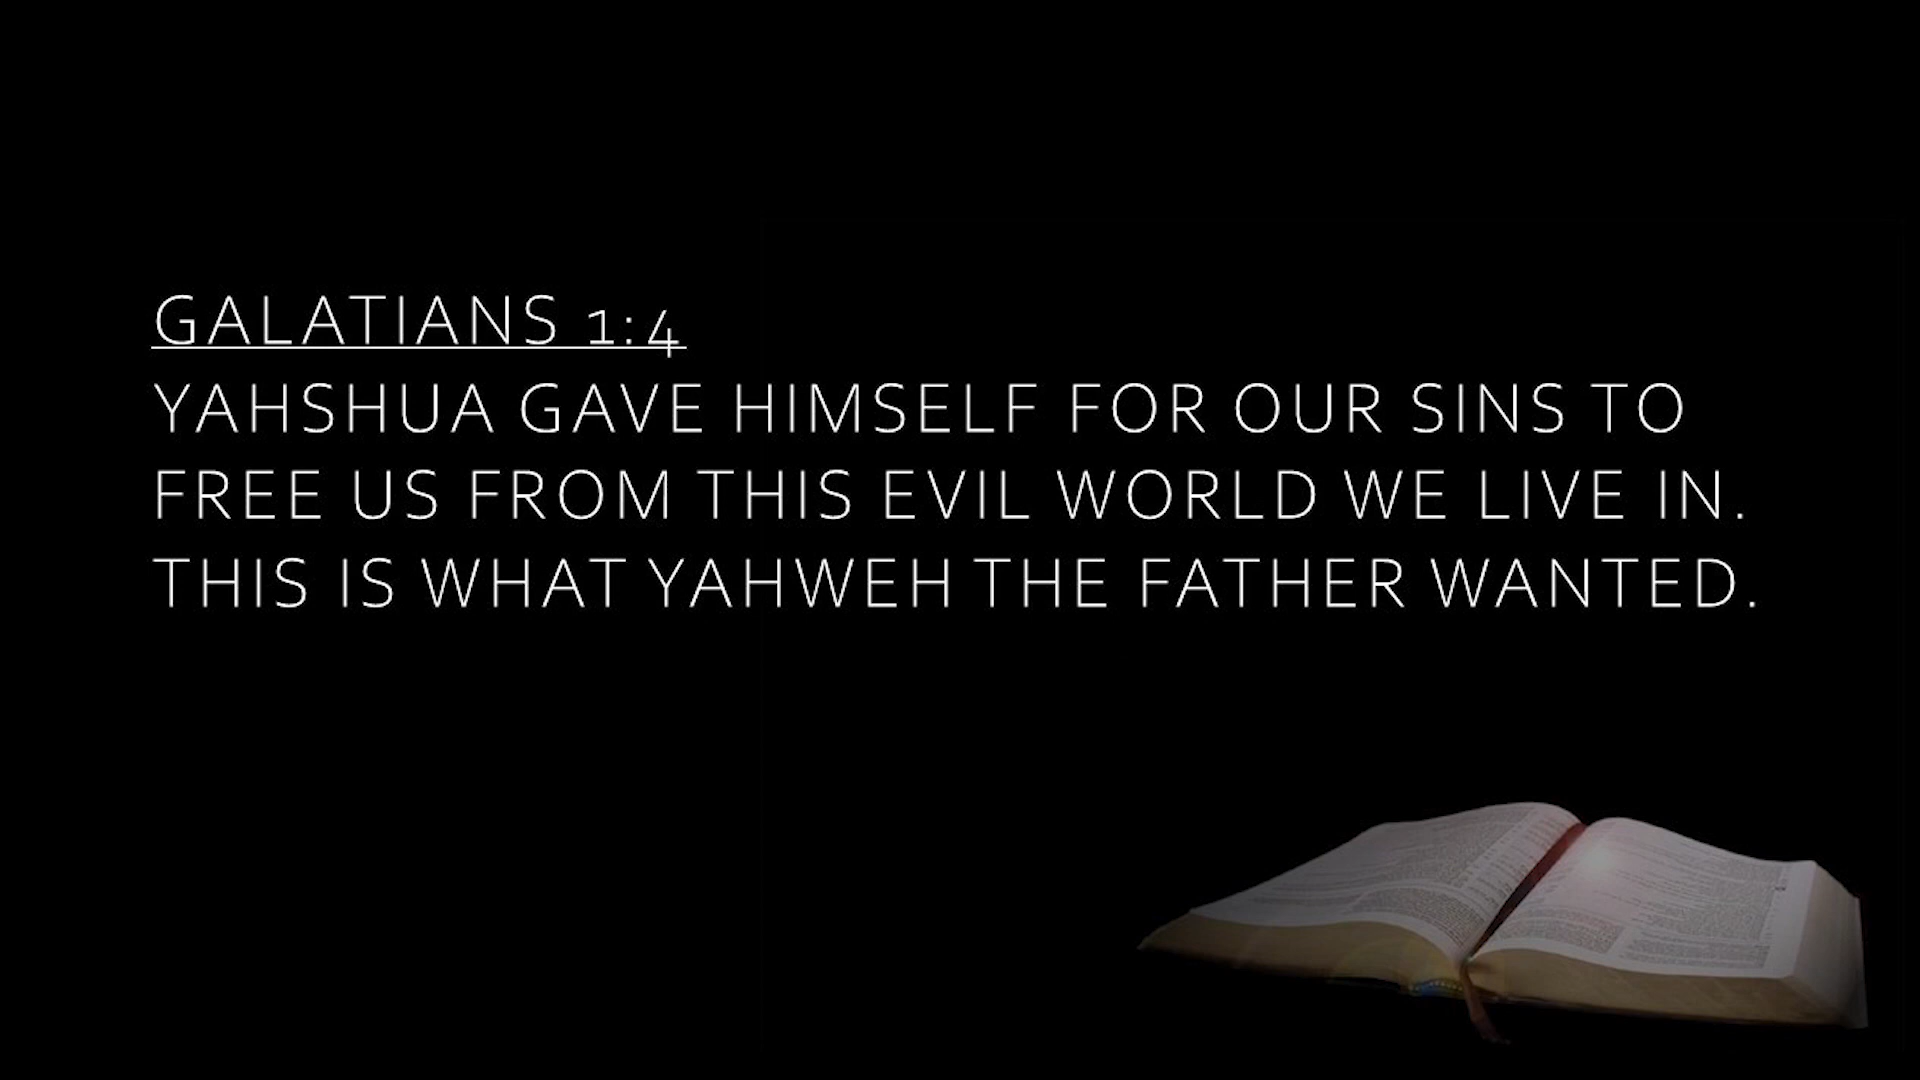 GALATIANS 1:4
YAHSHUA GAVE HIMSELF FOR OUR SINS TO
FREE US FROM THIS EVIL WORLD WE LIVE IN.
THIS IS WHAT YAHWEH THE FATHER WANTED.